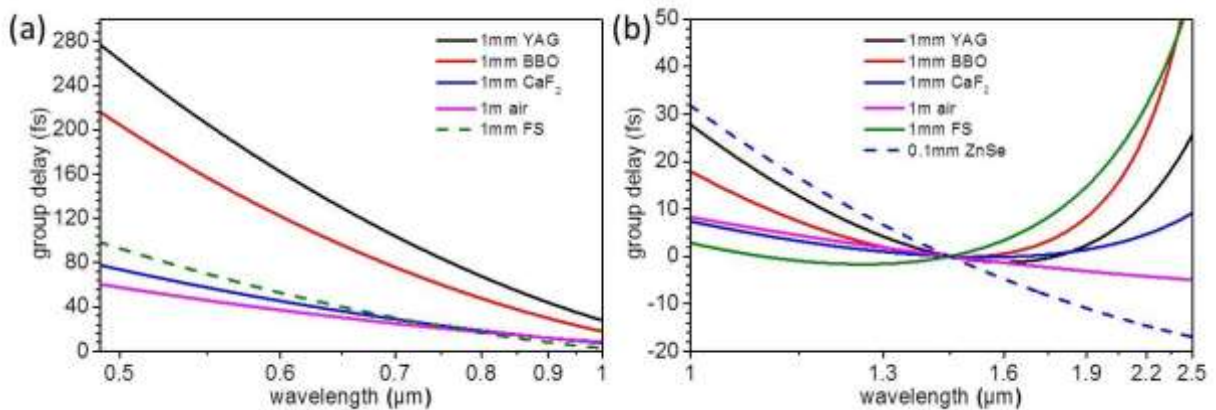 (a)
280
240
200
160
120
80
40
0
group delay (fs)
1mm YAG
1mm BBO
1mm CaF₂
1m air
1mm FS
0.5
0.6
0.7
0.8
0.9
1
wavelength (μm)
(b)
50
40
30
20
10
0
-10
-20
group delay (fs)
1mm YAG
1mm BBO
1mm CaF₂
1m air
1mm FS
0.1mm ZnSe
1
1.3
1.6
1.9
2.2
2.5
wavelength (μm)